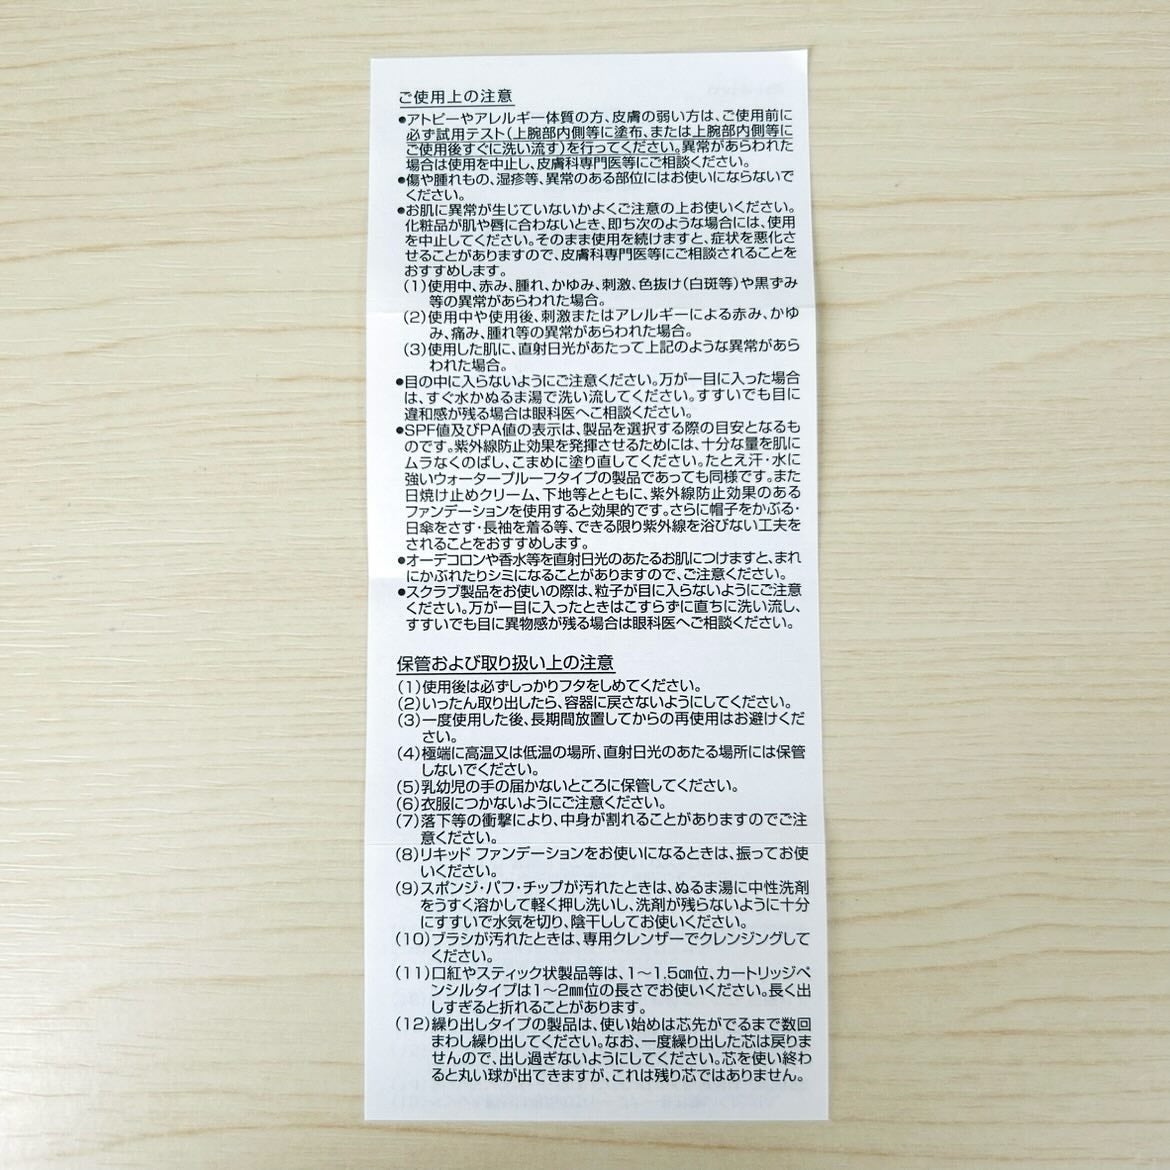 ご使用上の注意
●アトピーやアレルギー体質の方、皮膚の弱い方は、ご使用前に
必ず試用テスト(上腕部内側等に塗布、または上腕部内側等に
ご使用後すぐに洗い流す)を行ってください。異常があらわれた
場合は使用を中止し、皮膚科専門医等にご相談ください。
●傷や腫れもの、湿疹等、異常のある部位にはお使いにならないで
ください。
●お肌に異常が生じていないかよくご注意の上お使いください。
化粧品が肌や唇に合わないとき、即ち次のような場合には、使用
を中止してください。そのまま使用を続けますと、症状を悪化さ
せることがありますので、皮膚科専門医等にご相談されることを
おすすめします。
(1)使用中、赤み、腫れ、かゆみ、刺激、色抜け(白斑等)や黒ずみ
等の異常があらわれた場合。
(2)使用中や使用後、刺激またはアレルギーによる赤み、かゆ
み、痛み、腫れ等の異常があらわれた場合。
(3)使用した肌に、直射日光があたって上記のような異常があら
われた場合。
●目の中に入らないようにご注意ください。万が一目に入った場合
は、すぐ水かぬるま湯で洗い流してください。すすいでも目に
違和感が残る場合は眼科医へご相談ください。
●SPF値及びPA値の表示は、製品を選択する際の目安となるも
のです。紫外線防止効果を発揮させるためには、十分な量を肌に
ムラなくのばし、こまめに塗り直してください。たとえ汗・水に
強いウォータープルーフタイプの製品であっても同様です。また
日焼け止めクリーム、下地等とともに、紫外線防止効果のある
ファンデーションを使用すると効果的です。さらに帽子をかぶる・
日傘をさす・長袖を着る等、できる限り紫外線を浴びない工夫を
されることをおすすめします。
●オーデコロンや香水等を直射日光のあたるお肌につけますと、まれ
にかぶれたりシミになることがありますので、ご注意ください。
●スクラブ製品をお使いの際は、粒子が目に入らないようにご注意
ください。万が一目に入ったときはこすらずに直ちに洗い流し、
すすいでも目に異物感が残る場合は眼科医へご相談ください。
保管および取り扱い上の注意
(1)使用後は必ずしっかりフタをしめてください。
(2)いったん取り出したら、容器に戻さないようにしてください。
(3)一度使用した後、長期間放置してからの再使用はお避けくだ
さい。
(4)極端に高温又は低温の場所、直射日光のあたる場所には保管
しないでください。
(5)乳幼児の手の届かないところに保管してください。
(6)衣服につかないようにご注意ください。
(7)落下等の衝撃により、中身が割れることがありますのでご注
意ください。
(8)リキッド ファンデーションをお使いになるときは、振ってお使
いください。
(9)スポンジ・パフ・チップが汚れたときは、ぬるま湯に中性洗剤
をうすく溶かして軽く押し洗いし、洗剤が残らないように十分
にすすいで水気を切り、陰干ししてお使いください。
(10)ブラシが汚れたときは、専用クレンザーでクレンジングして
ください。
(11)口紅やスティック状製品等は、1〜1.5㎝位、カートリッジペ
ンシルタイプは1〜2㎜位の長さでお使いください。長く出
しすぎると折れることがあります。
(12)繰り出しタイプの製品は、使い始めは芯先がでるまで数回
まわし繰り出してください。なお、一度繰り出した芯は戻りま
せんので、出し過ぎないようにしてください。芯を使い終わ
ると丸い球が出てきますが、これは残り芯ではありません。